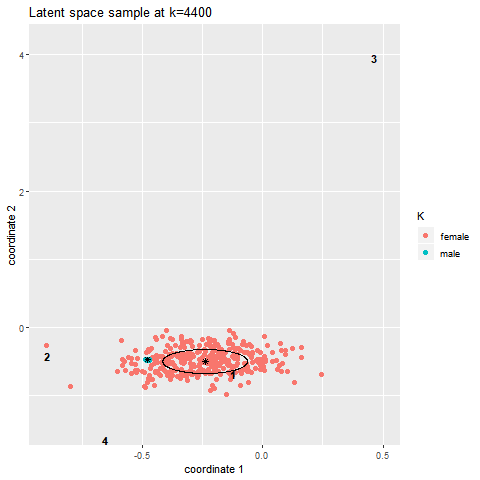 Latent space sample at k=4400
3
4
2
0
2
1
4
-0.5
0.0
0.5
coordinate 1
coordinate 2
K
female
male